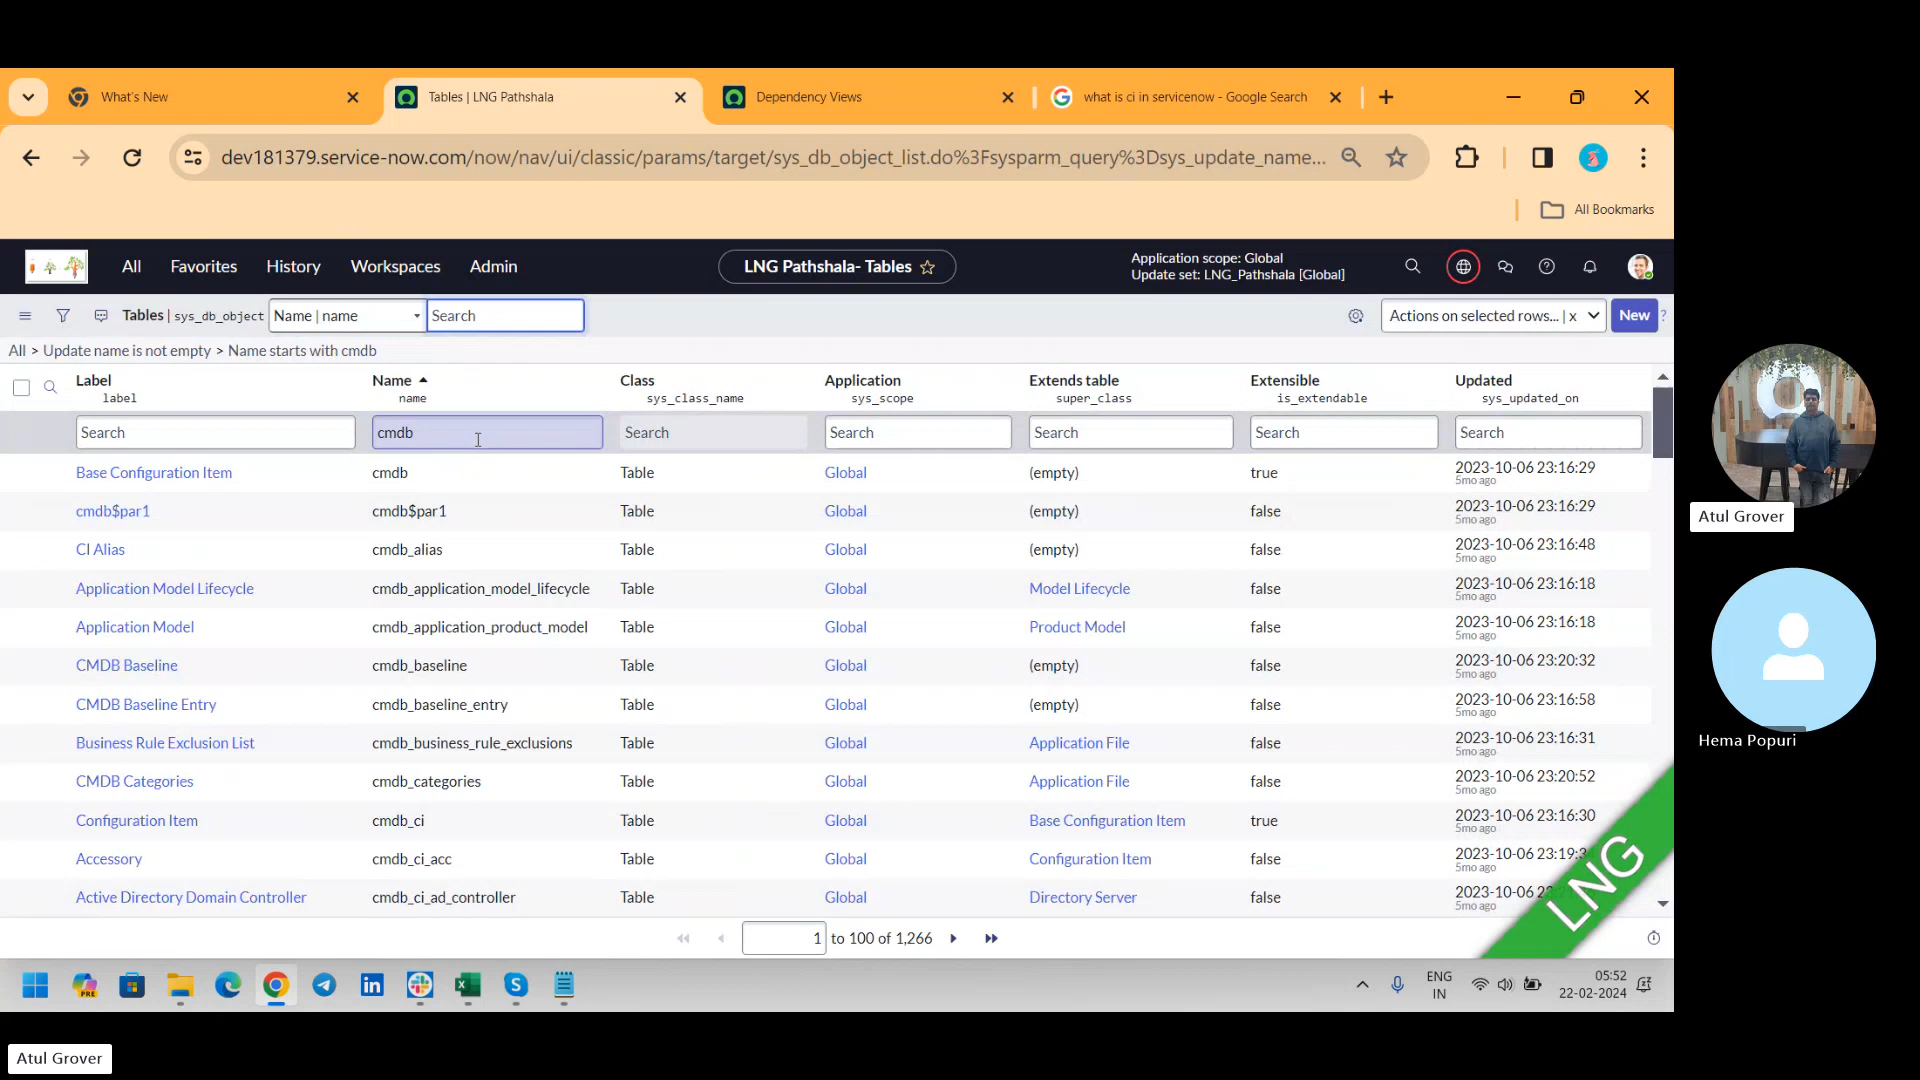 What's New
Tables | LNG Pathshala
Dependency Views
what is ci in servicenow - Google Search
dev181379.service-now.com/now/nav/ui/classic/params/target/sys_db_object_list.do%3Fsysparm_query%3Dsys_update_name...
All Bookmarks
All
Favorites
History
Workspaces
Admin
LNG Pathshala- Tables
Application scope: Global
Update set: LNG_Pathshala [Global]
Tables | sys_db_object
Name | name
Search
Actions on selected rows... | x
New
?
All > Update name is not empty > Name starts with cmdb
Label Name Class Application Extends table Extensible Updated
label name sys_class_name sys_scope super_class is_extendable sys_updated_on
Search cmdb Search Search Search Search Search
Base Configuration Item cmdb Table Global (empty) true 2023-10-06 23:16:29
5mo ago
cmdb$par1 cmdb$par1 Table Global (empty) false 2023-10-06 23:16:29
5mo ago
CI Alias cmdb_alias Table Global (empty) false 2023-10-06 23:16:48
5mo ago
Application Model Lifecycle cmdb_application_model_lifecycle Table Global Model Lifecycle false 2023-10-06 23:16:18
5mo ago
Application Model cmdb_application_product_model Table Global Product Model false 2023-10-06 23:16:18
5mo ago
CMDB Baseline cmdb_baseline Table Global (empty) false 2023-10-06 23:20:32
5mo ago
CMDB Baseline Entry cmdb_baseline_entry Table Global (empty) false 2023-10-06 23:16:58
5mo ago
Business Rule Exclusion List cmdb_business_rule_exclusions Table Global Application File false 2023-10-06 23:16:31
5mo ago
CMDB Categories cmdb_categories Table Global Application File false 2023-10-06 23:20:52
5mo ago
Configuration Item cmdb_ci Table Global Base Configuration Item true 2023-10-06 23:16:30
5mo ago
Accessory cmdb_ci_acc Table Global Configuration Item false 2023-10-06 23:19:3
5mo ago
Active Directory Domain Controller cmdb_ci_ad_controller Table Global Directory Server false 2023-10-06
5mo ago
LNG
1 to 100 of 1,266
PRE
ENG
IN
05:52
22-02-2024
Atul Grover
Hema Popuri
Atul Grover